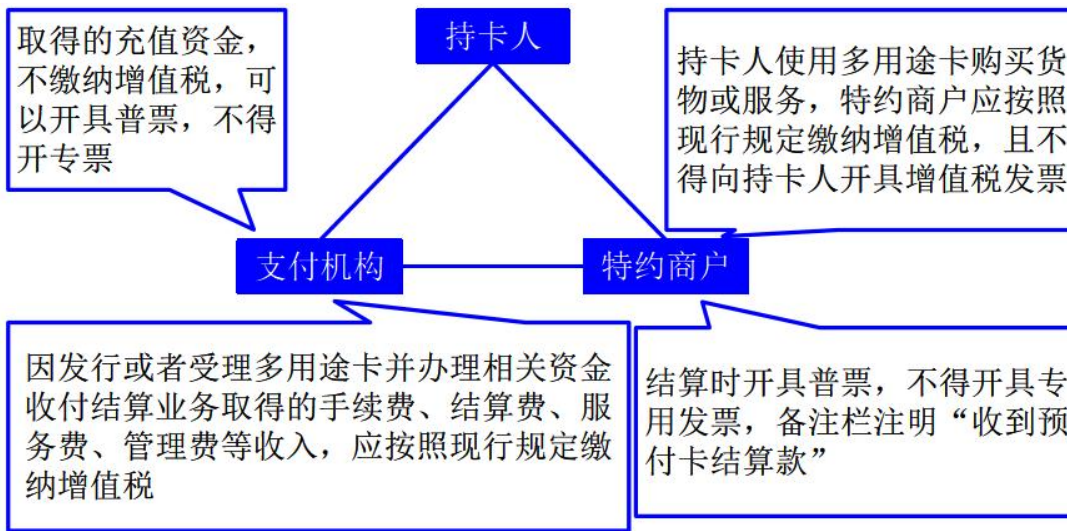 取得的充值资金，
不缴纳增值税，可
以开具普票，不得
开专票
持卡人
持卡人使用多用途卡购买货
物或服务，特约商户应按照
现行规定缴纳增值税，且不
得向持卡人开具增值税发票
支付机构
特约商户
因发行或者受理多用途卡并办理相关资金
收付结算业务取得的手续费、结算费、服
务费、管理费等收入，应按照现行规定缴
纳增值税
结算时开具普票，不得开具专
用发票，备注栏注明“收到预
付卡结算款”